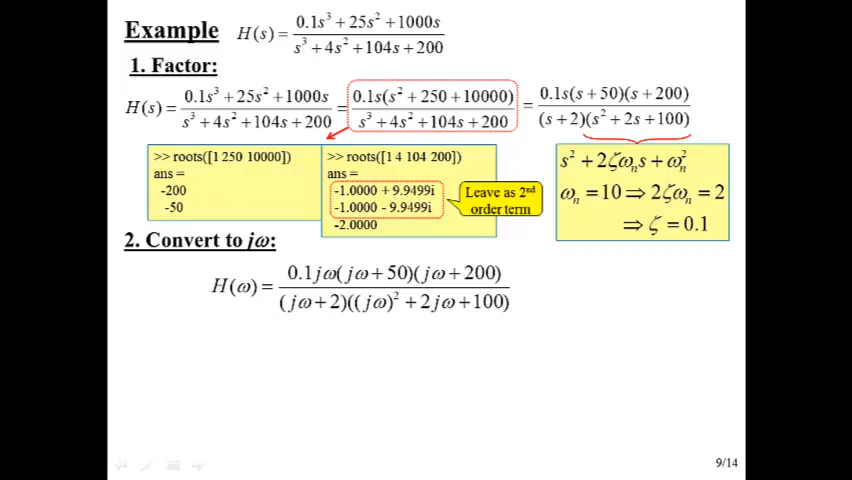 Example H(s) = (0.1s³ + 25s² + 1000s)/(s³ + 4s² + 104s + 200)
1. Factor:
H(s) = (0.1s³ + 25s² + 1000s)/(s³ + 4s² + 104s + 200) = 0.1s(s² + 250 + 10000)/(s³ + 4s² + 104s + 200) = 0.1s(s + 50)(s + 200)/((s + 2)(s² + 2s + 100))
>> roots([1 250 10000])
ans =
-200
-50
>> roots([1 4 104 200])
ans =
-1.0000 + 9.9499i
-1.0000 - 9.9499i
-2.0000
Leave as 2nd
order term
s² + 2ζωₙs + ωₙ²
ωₙ = 10 ⇒ 2ζωₙ = 2
⇒ ζ = 0.1
2. Convert to jω:
H(ω) = 0.1jω(jω + 50)(jω + 200)/((jω + 2)((jω)² + 2jω + 100))
9/14